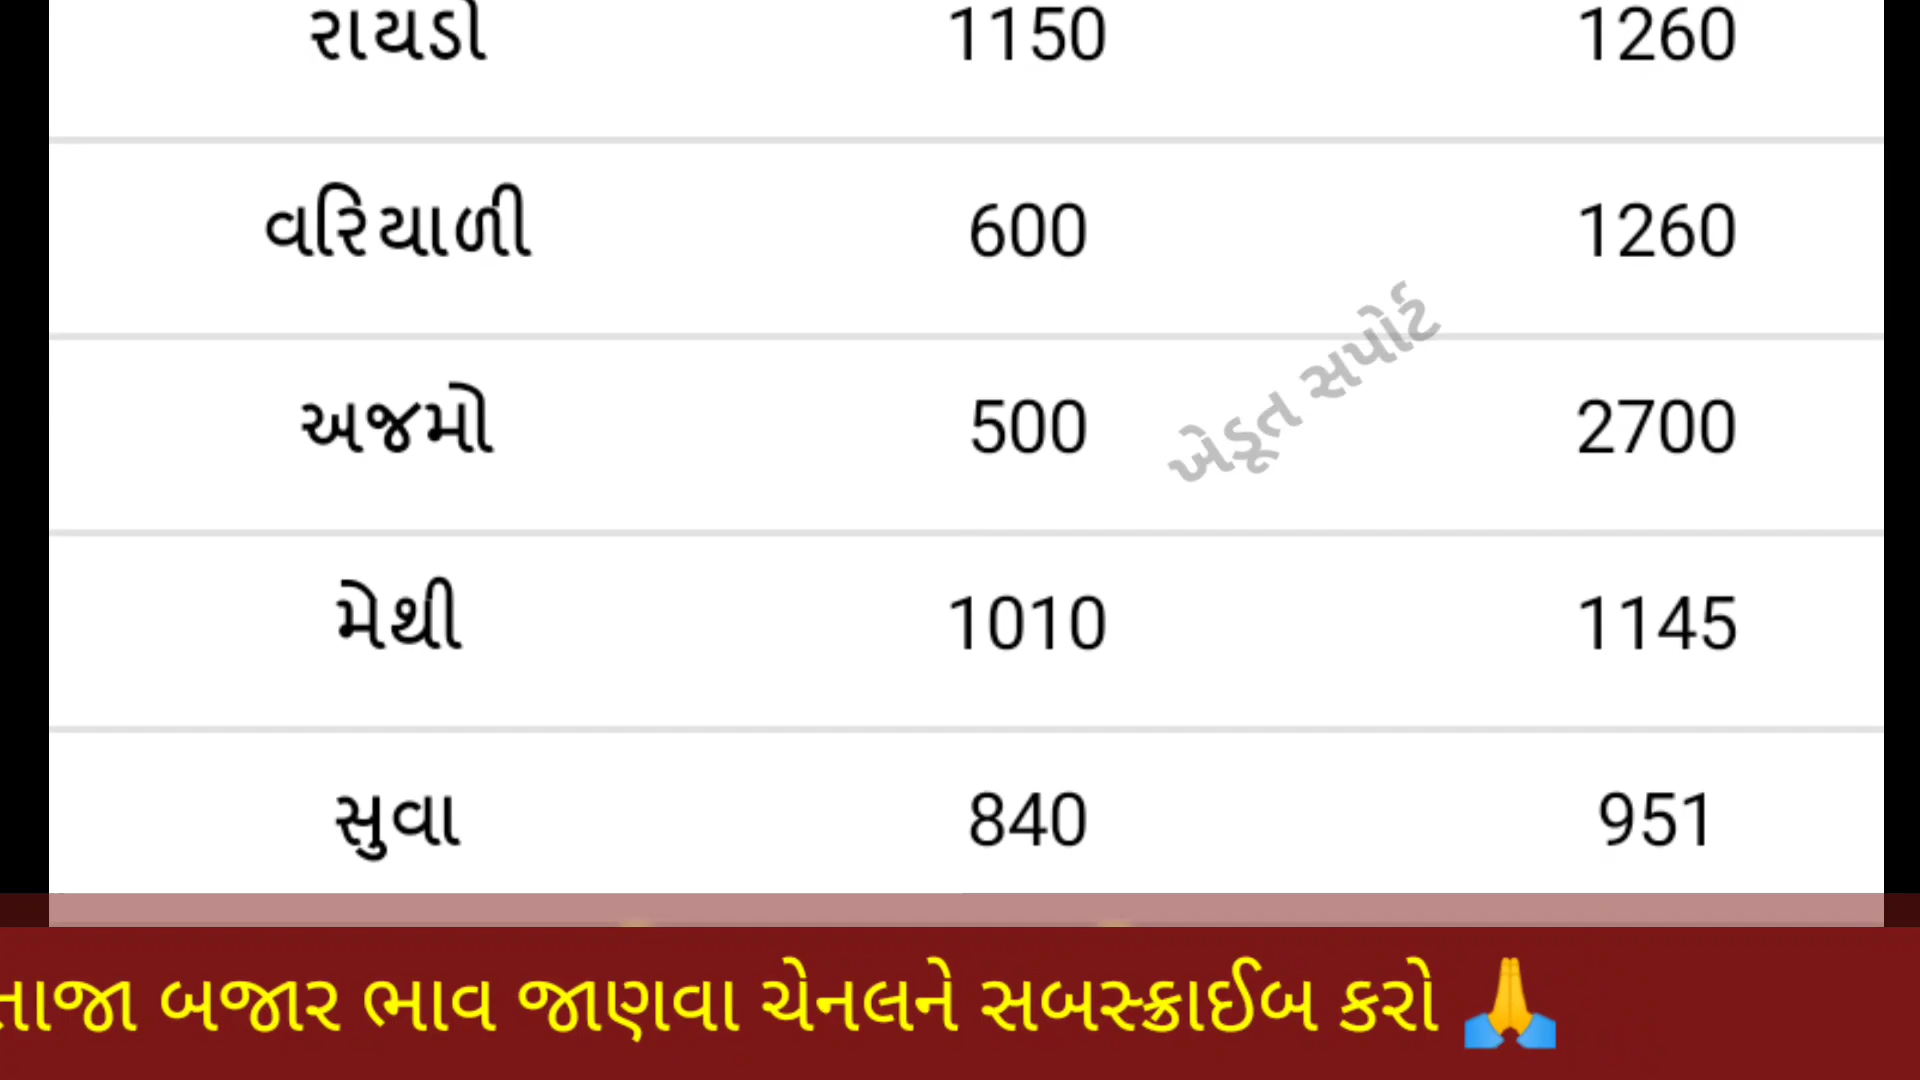 રાયડો 1150 1260
વરિયાળી 600 1260
અજમો 500 2700
ખેડૂત સપોર્ટ
મેથી 1010 1145
સુવા 840 951
તાજા બજાર ભાવ જાણવા ચેનલને સબસ્ક્રાઈબ કરો 🙏